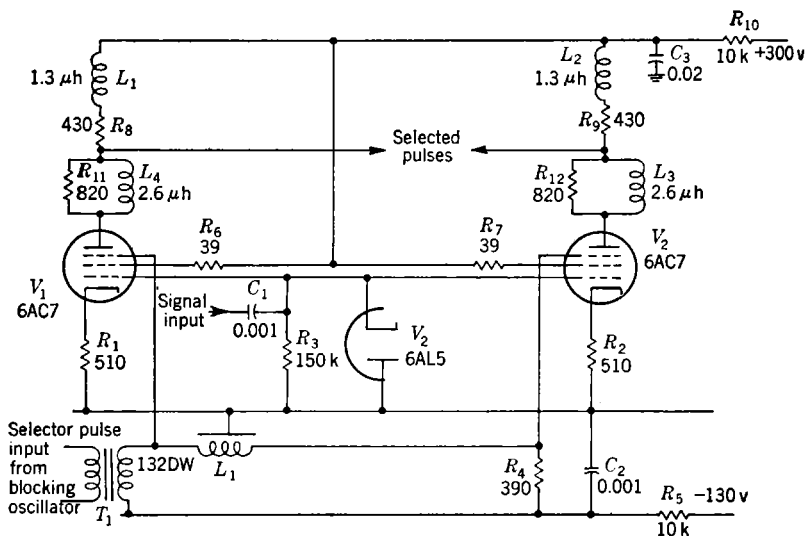 R10
10 k +300 v
1.3 μh L1
L2
1.3 μh
C3
0.02
430 R8
R9 430
Selected
pulses
R11
820
L4
2.6 μh
R12
820
L3
2.6 μh
R6
39
R7
39
V1
6AC7
V2
6AC7
Signal
input
C1
0.001
R3
150 k
V2
6AL5
R1
510
R2
510
Selector pulse
input
from
blocking
oscillator
T1
132DW
L1
R4
390
C2
0.001
R5 −130 v
10 k